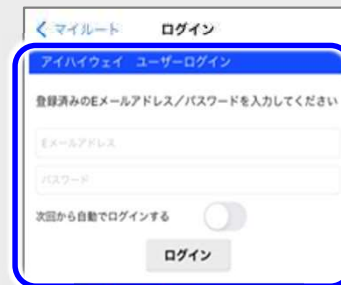 マイルート ログイン
アイハイウェイ ユーザーログイン
登録済みのEメールアドレス／パスワードを入力してください
Eメールアドレス
パスワード
次回から自動でログインする
ログイン